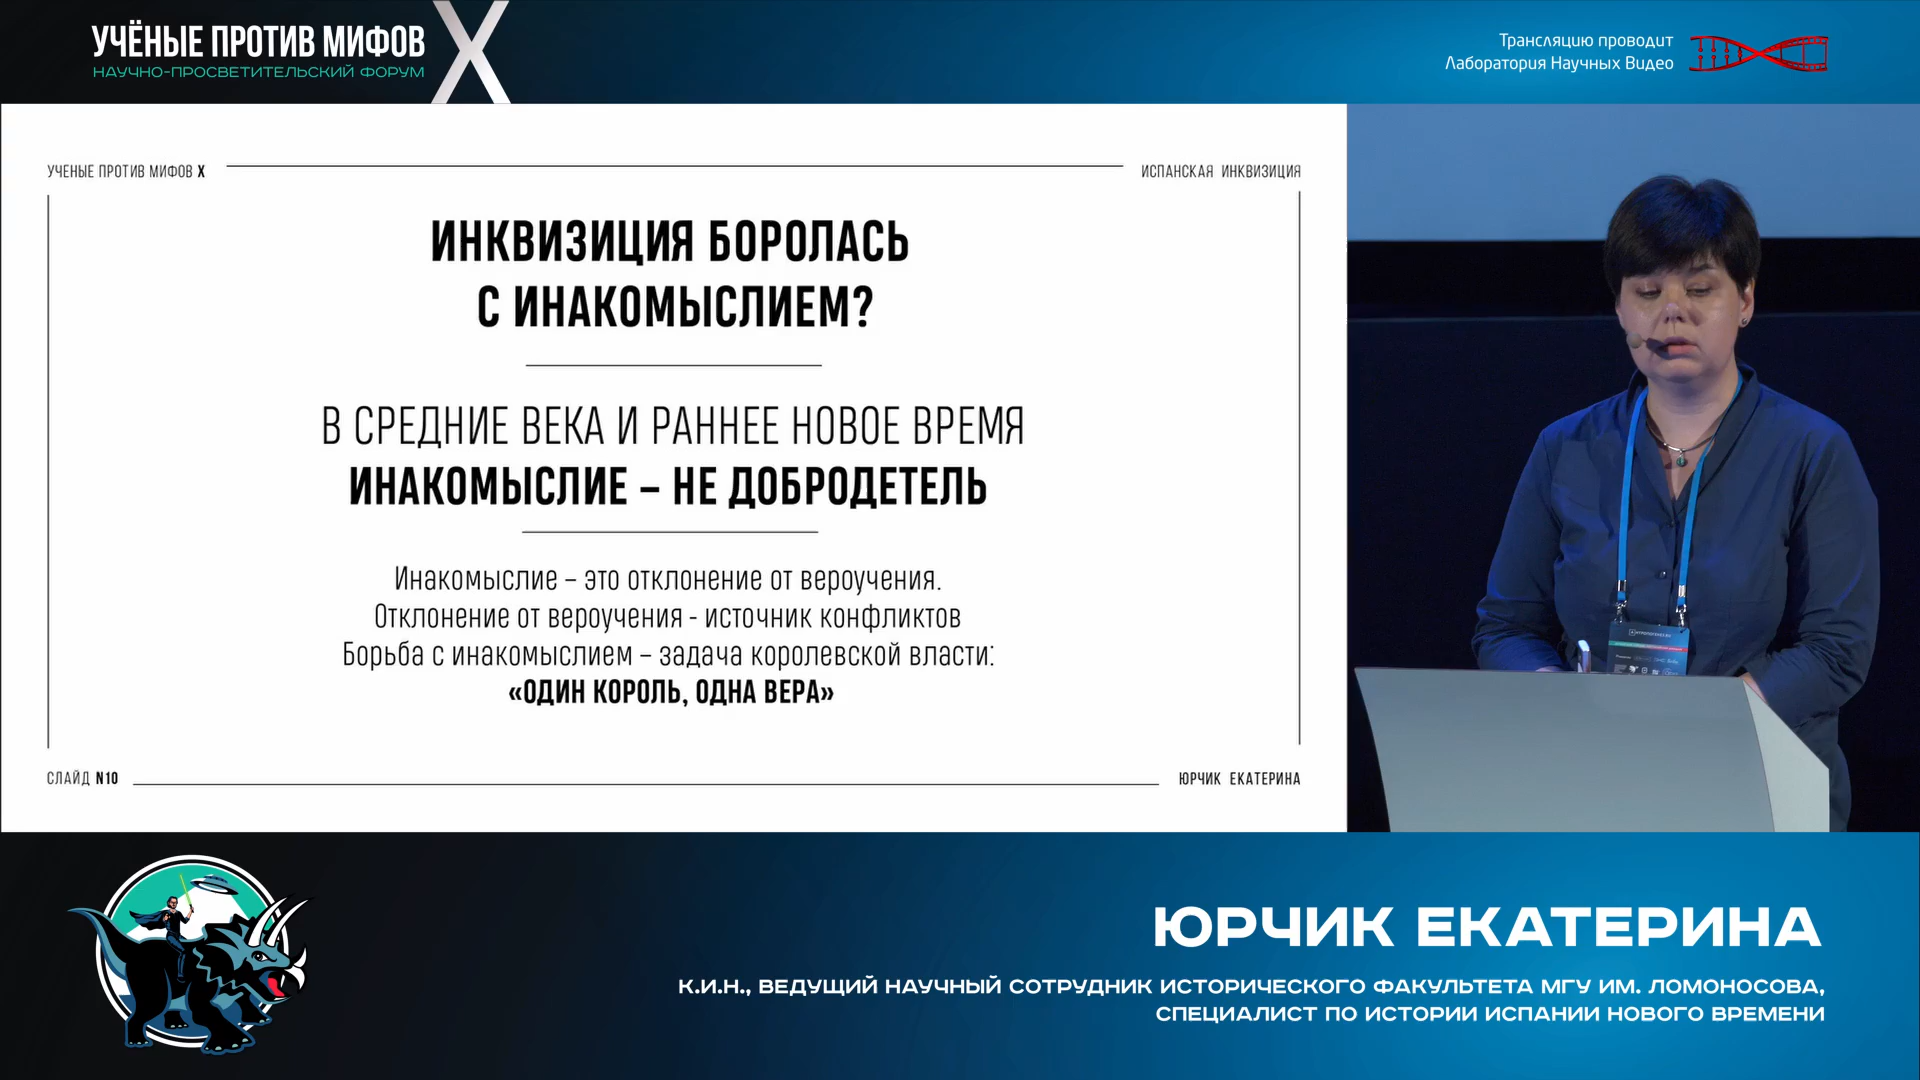 УЧЁНЫЕ ПРОТИВ МИФОВ X
НАУЧНО-ПРОСВЕТИТЕЛЬСКИЙ ФОРУМ
Трансляцию проводит
Лаборатория Научных Видео
УЧЕНЫЕ ПРОТИВ МИФОВ X
ИСПАНСКАЯ ИНКВИЗИЦИЯ
ИНКВИЗИЦИЯ БОРОЛАСЬ
С ИНАКОМЫСЛИЕМ?
В СРЕДНИЕ ВЕКА И РАННЕЕ НОВОЕ ВРЕМЯ
ИНАКОМЫСЛИЕ – НЕ ДОБРОДЕТЕЛЬ
Инакомыслие – это отклонение от вероучения.
Отклонение от вероучения - источник конфликтов
Борьба с инакомыслием – задача королевской власти:
«ОДИН КОРОЛЬ, ОДНА ВЕРА»
СЛАЙД N10
ЮРЧИК ЕКАТЕРИНА
ЮРЧИК ЕКАТЕРИНА
К.И.Н., ВЕДУЩИЙ НАУЧНЫЙ СОТРУДНИК ИСТОРИЧЕСКОГО ФАКУЛЬТЕТА МГУ ИМ. ЛОМОНОСОВА,
СПЕЦИАЛИСТ ПО ИСТОРИИ ИСПАНИИ НОВОГО ВРЕМЕНИ